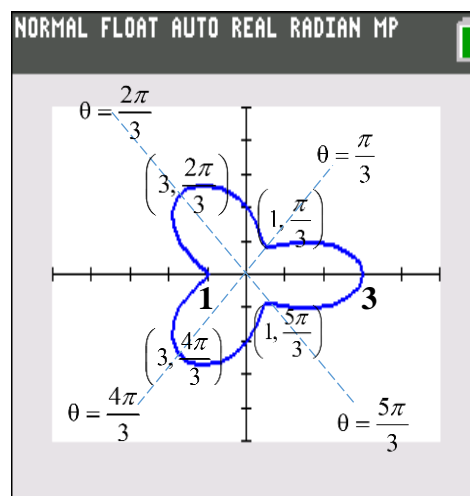 NORMAL FLOAT AUTO REAL RADIAN MP
θ = 2π/3
θ = π/3
(3, 2π/3)
(1, π/3)
1
3
(3, 4π/3)
(1, 5π/3)
θ = 4π/3
θ = 5π/3